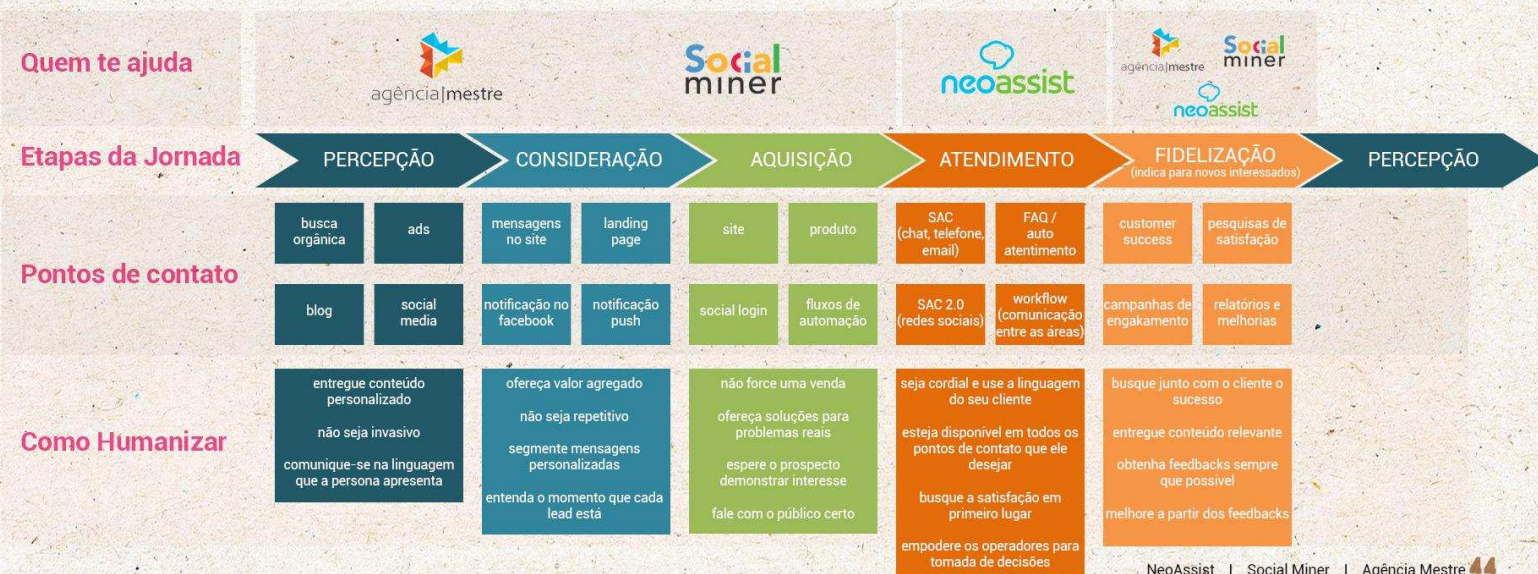 Quem te ajuda
agência|mestre
Social
miner
neoassist
agência|mestre
Social
miner
neoassist
Etapas da Jornada
PERCEPÇÃO
CONSIDERAÇÃO
AQUISIÇÃO
ATENDIMENTO
FIDELIZAÇÃO
(indica para novos interessados)
PERCEPÇÃO
Pontos de contato
busca
orgânica
ads
mensagens
no site
landing
page
site
produto
SAC
(chat, telefone,
email)
FAQ /
auto
atendimento
customer
success
pesquisas de
satisfação
blog
social
media
notificação no
facebook
notificação
push
social login
fluxos de
automação
SAC 2.0
(redes sociais)
workflow
(comunicação
entre as áreas)
campanhas de
engakamento
relatórios e
melhorias
Como Humanizar
entregue conteúdo
personalizado
não seja invasivo
comunique-se na linguagem
que a persona apresenta
ofereça valor agregado
não seja repetitivo
segmente mensagens
personalizadas
entenda o momento que cada
lead está
não force uma venda
ofereça soluções para
problemas reais
espere o prospecto
demonstrar interesse
fale com o público certo
seja cordial e use a linguagem
do seu cliente
esteja disponível em todos os
pontos de contato que ele
desejar
busque a satisfação em
primeiro lugar
empodere os operadores para
tomada de decisões
busque junto com o cliente o
sucesso
entregue conteúdo relevante
obtenha feedbacks sempre
que possível
melhore a partir dos feedbacks
NeoAssist | Social Miner | Agência Mestre